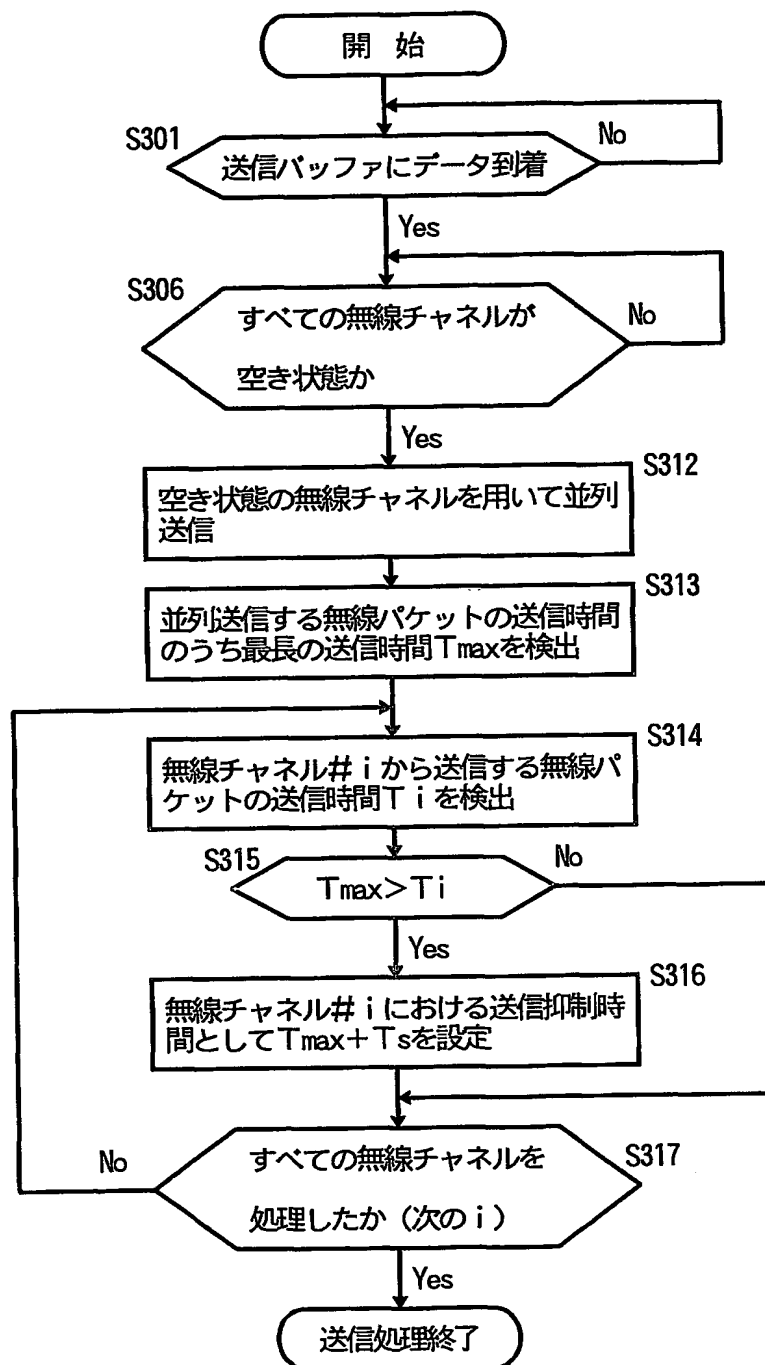 開 始
S301
送信バッファにデータ到着
No
Yes
S306
すべての無線チャネルが
空き状態か
No
Yes
S312
空き状態の無線チャネルを用いて並列
送信
S313
並列送信する無線パケットの送信時間
のうち最長の送信時間Tmaxを検出
S314
無線チャネル#iから送信する無線パ
ケットの送信時間Tiを検出
S315
Tmax>Ti
No
Yes
S316
無線チャネル#iにおける送信抑制時
間としてTmax+Tsを設定
No
すべての無線チャネルを
処理したか(次のi)
S317
Yes
送信処理終了